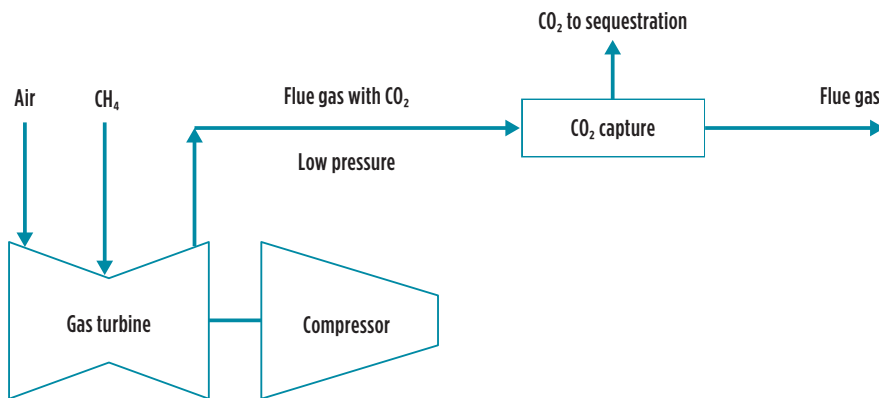 CO₂ to sequestration
Air
CH₄
Flue gas with CO₂
Flue gas
CO₂ capture
Low pressure
Gas turbine
Compressor